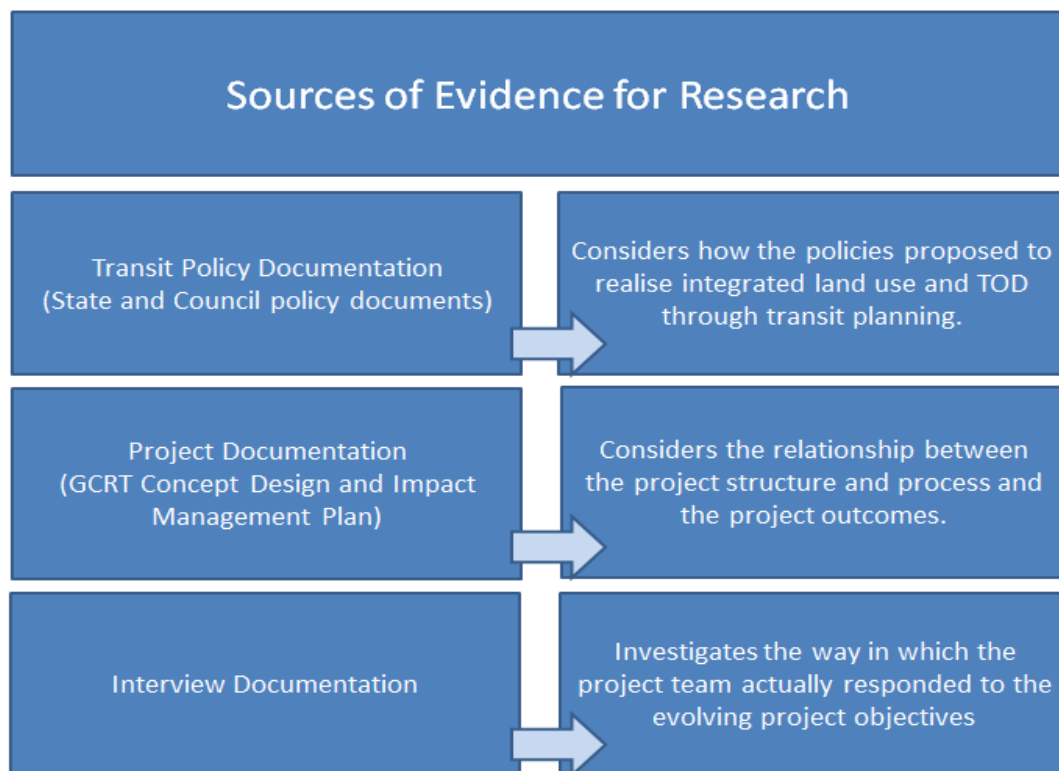 Sources of Evidence for Research
Transit Policy Documentation
(State and Council policy documents)
Considers how the policies proposed to
realise integrated land use and TOD
through transit planning.
Project Documentation
(GCRT Concept Design and Impact
Management Plan)
Considers the relationship between
the project structure and process and
the project outcomes.
Interview Documentation
Investigates the way in which the
project team actually responded to the
evolving project objectives